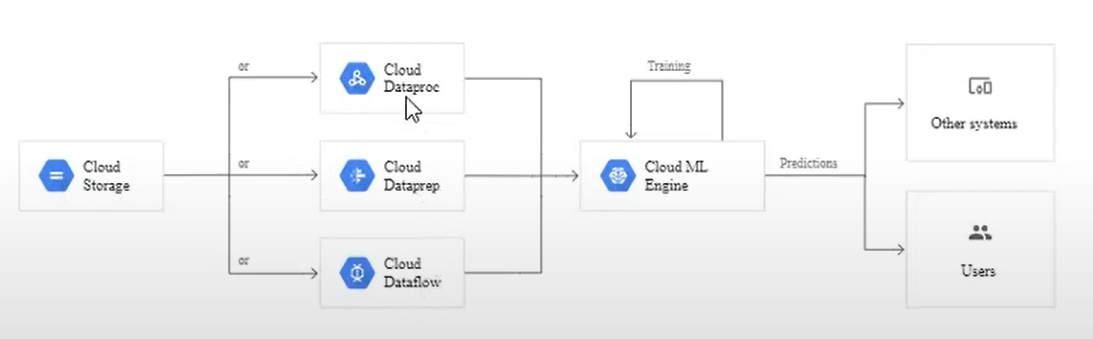 or
Cloud
Dataproc
Training
Other systems
Cloud
Storage
or
Cloud
Dataprep
Cloud ML
Engine
Predictions
or
Cloud
Dataflow
Users